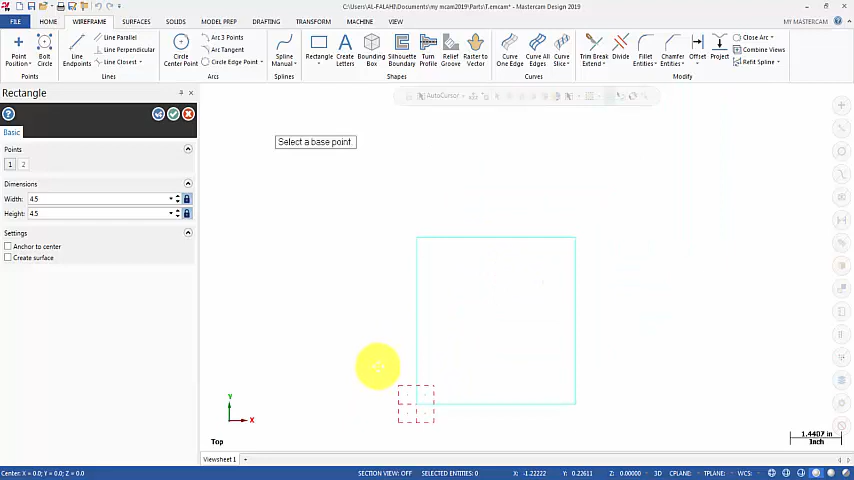 C:\Users\AL-FALAH\Documents\my mcam2019\Parts\T.emcam* - Mastercam Design 2019
FILE HOME WIREFRAME SURFACES SOLIDS MODEL PREP DRAFTING TRANSFORM MACHINE VIEW MY MASTERCAM
Point Position
Bolt Circle
Points
Line Endpoints
Line Parallel
Line Perpendicular
Line Closest
Lines
Circle Center Point
Arc 3 Points
Arc Tangent
Circle Edge Point
Arcs
Spline Manual
Splines
Rectangle
Create Letters
Bounding Box
Turn Profile
Relief Groove
Raster to Vector
Shapes
Curve One Edge
Curve All Edges
Curve Slice
Curves
Trim Break Extend
Divide
Fillet Entities
Chamfer Entities
Offset
Project
Close Arc
Combine Views
Refit Spline
Modify
Rectangle
Basic
Points
1 2
Dimensions
Width: 4.5
Height: 4.5
Settings
Anchor to center
Create surface
AutoCursor
Select a base point.
Y
X
Top
1.4407 in
Inch
Viewsheet 1
Center: X = 0.0; Y = 0.0; Z = 0.0;
SECTION VIEW: OFF SELECTED ENTITIES: 0 X: -1.22222 Y: 0.22611 Z: 0.00000 3D CPLANE: TPLANE: WCS: